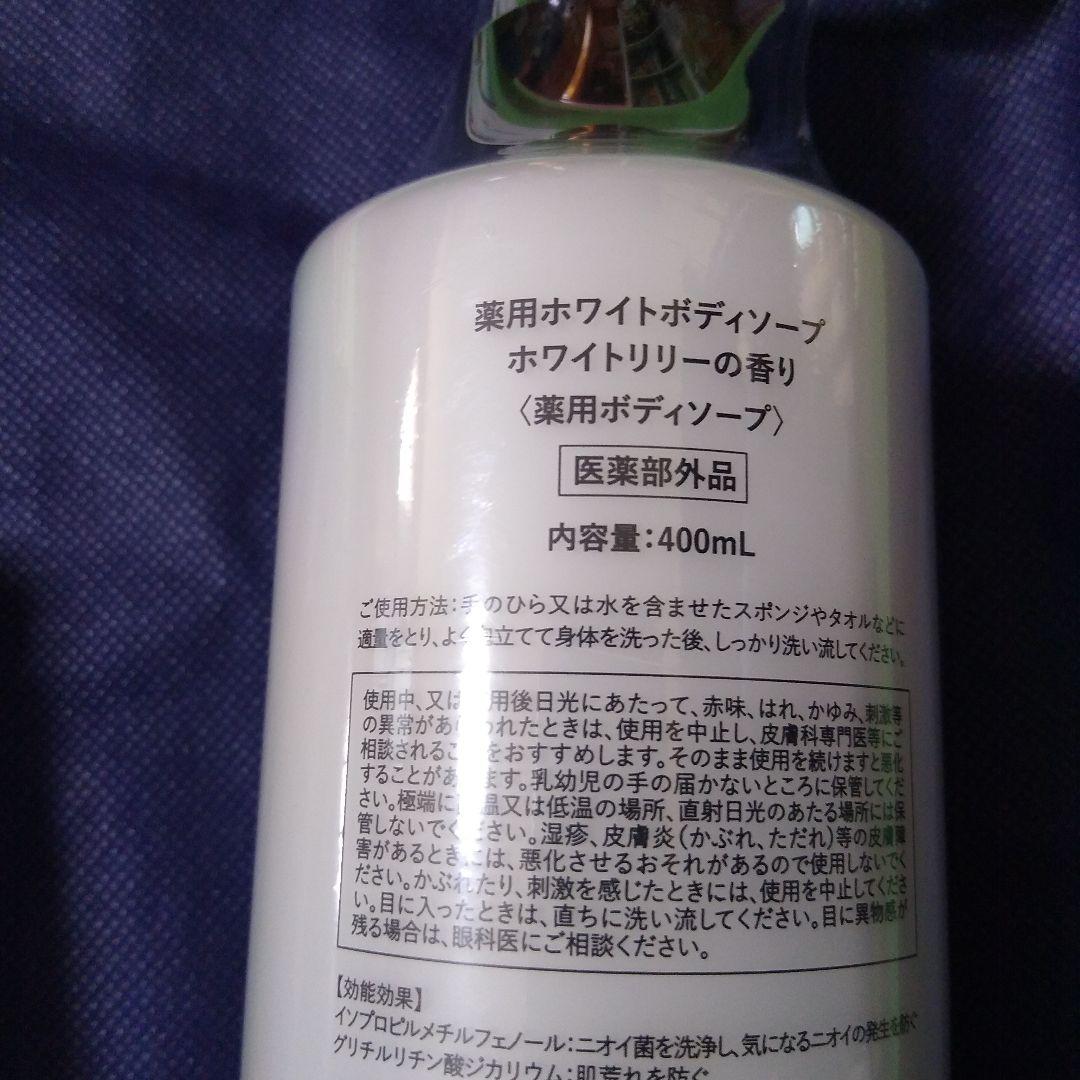 薬用ホワイトボディソープ
ホワイトリリーの香り
〈薬用ボディソープ〉
医薬部外品
内容量:400mL
ご使用方法:手のひら又は水を含ませたスポンジやタオルなどに
適量をとり、よく泡立てて身体を洗った後、しっかり洗い流してください。
使用中、又は使用後日光にあたって、赤味、はれ、かゆみ、刺激等
の異常があらわれたときは、使用を中止し、皮膚科専門医等にご
相談されることをおすすめします。そのまま使用を続けますと悪化
することがあります。乳幼児の手の届かないところに保管してくだ
さい。極端に高温又は低温の場所、直射日光のあたる場所には保
管しないでください。湿疹、皮膚炎(かぶれ、ただれ)等の皮膚障
害があるときには、悪化させるおそれがあるので使用しないでく
ださい。かぶれたり、刺激を感じたときには、使用を中止してくださ
い。目に入ったときは、直ちに洗い流してください。目に異物感が
残る場合は、眼科医にご相談ください。
【効能効果】
イソプロピルメチルフェノール:ニオイ菌を洗浄し、気になるニオイの発生を防ぐ
グリチルリチン酸ジカリウム:肌荒れを防ぐ